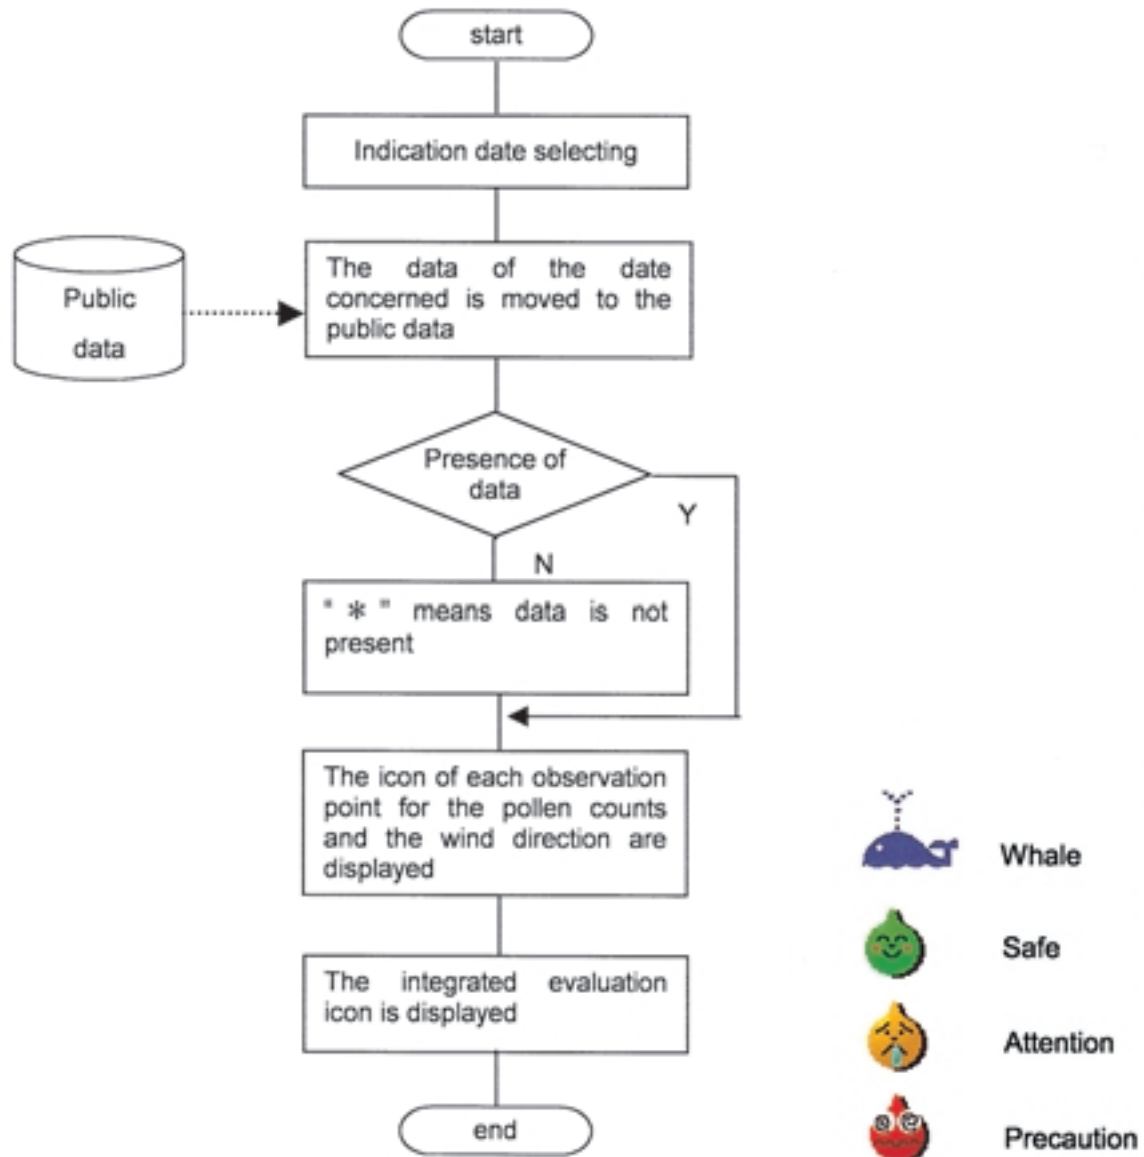 start
Indication date selecting
The data of the date
concerned is moved to the
public data
Public
data
Presence of
data
Y
N
" * " means data is not
present
The icon of each observation
point for the pollen counts
and the wind direction are
displayed
The integrated evaluation
icon is displayed
end
Whale
Safe
Attention
Precaution